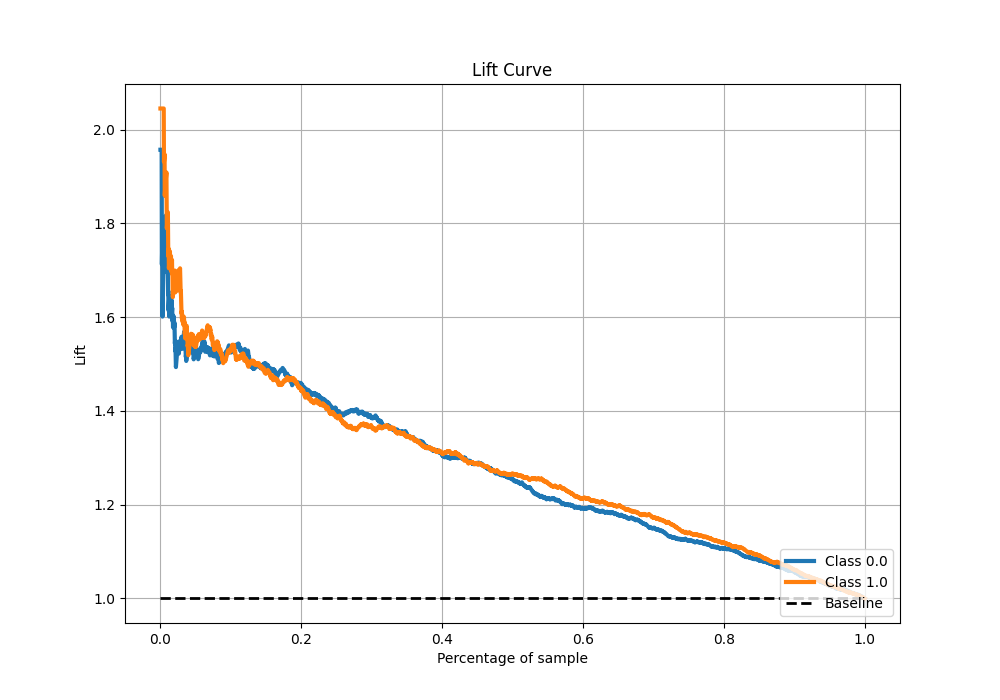 Lift Curve
2.0
1.8
1.6
1.4
1.2
1.0
Lift
Class 0.0
Class 1.0
Baseline
0.0 0.2 0.4 0.6 0.8 1.0
Percentage of sample